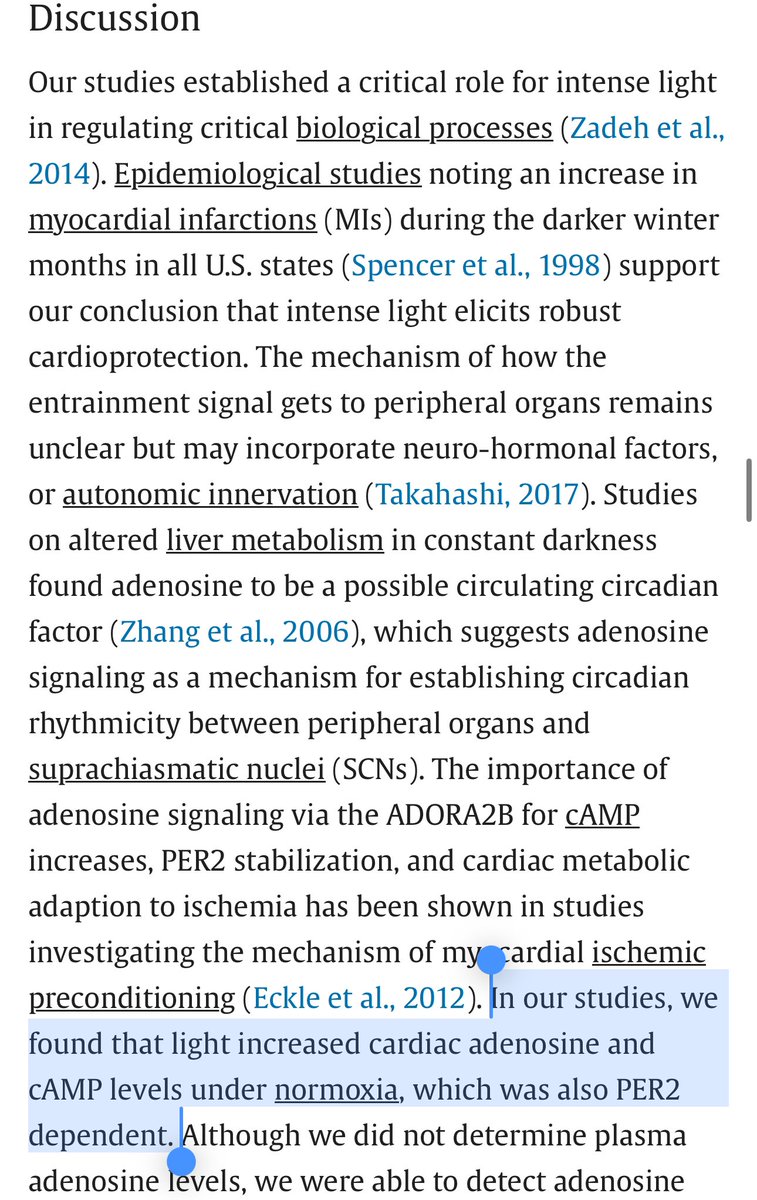 Discussion
Our studies established a critical role for intense light
in regulating critical biological processes (Zadeh et al.,
2014). Epidemiological studies noting an increase in
myocardial infarctions (MIs) during the darker winter
months in all U.S. states (Spencer et al., 1998) support
our conclusion that intense light elicits robust
cardioprotection. The mechanism of how the
entrainment signal gets to peripheral organs remains
unclear but may incorporate neuro-hormonal factors,
or autonomic innervation (Takahashi, 2017). Studies
on altered liver metabolism in constant darkness
found adenosine to be a possible circulating circadian
factor (Zhang et al., 2006), which suggests adenosine
signaling as a mechanism for establishing circadian
rhythmicity between peripheral organs and
suprachiasmatic nuclei (SCNs). The importance of
adenosine signaling via the ADORA2B for cAMP
increases, PER2 stabilization, and cardiac metabolic
adaption to ischemia has been shown in studies
investigating the mechanism of myocardial ischemic
preconditioning (Eckle et al., 2012). In our studies, we
found that light increased cardiac adenosine and
cAMP levels under normoxia, which was also PER2
dependent. Although we did not determine plasma
adenosine levels, we were able to detect adenosine